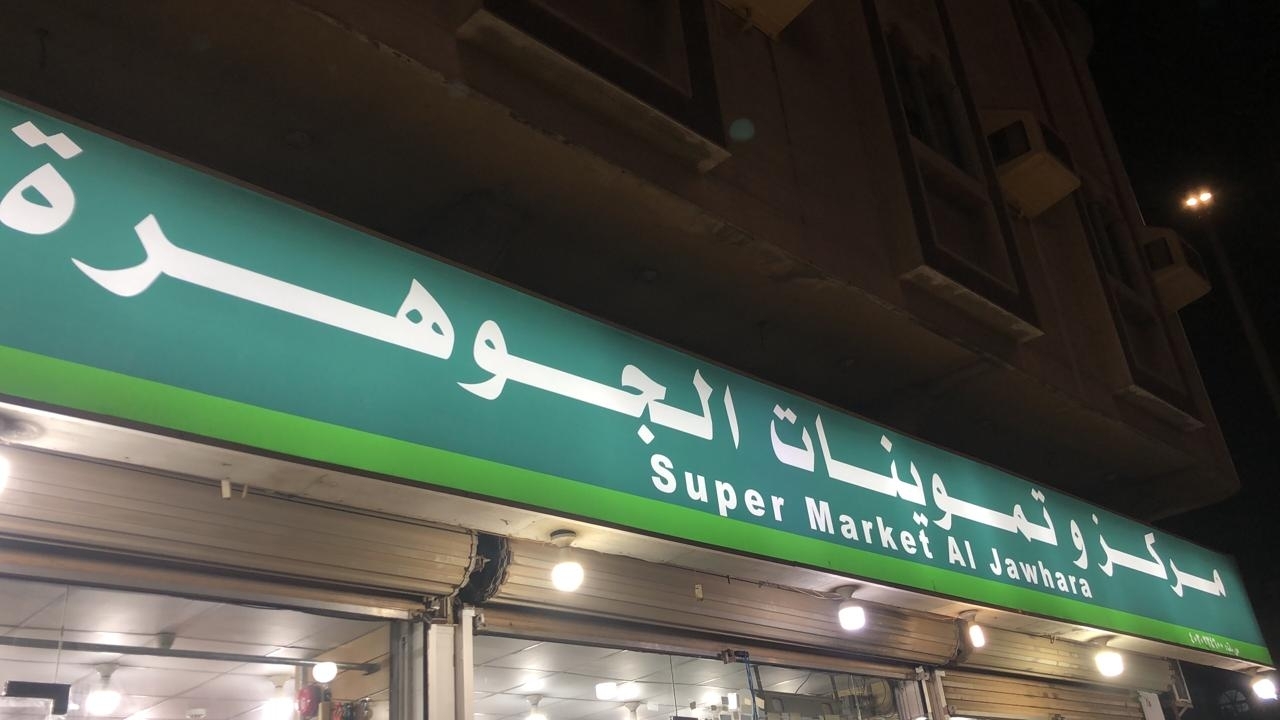 مركز و تموينات الجوهرة
Super Market Al Jawhara